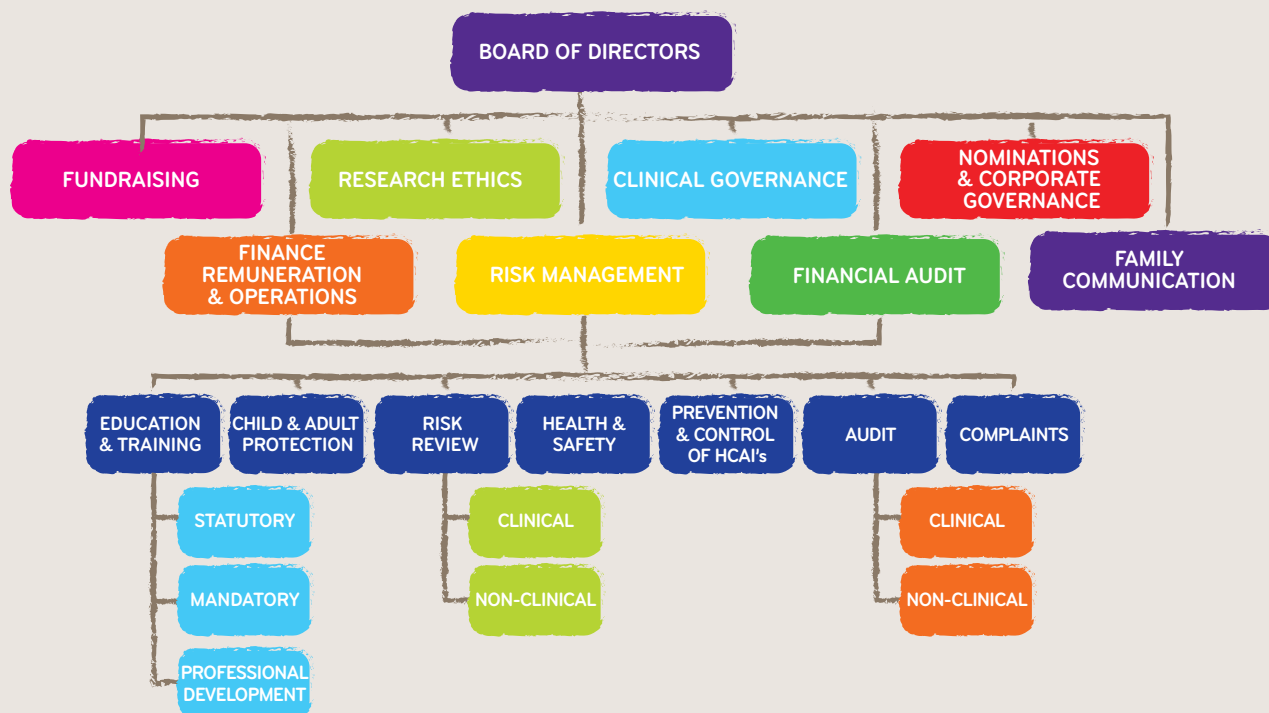 BOARD OF DIRECTORS
FUNDRAISING
RESEARCH ETHICS
CLINICAL GOVERNANCE
NOMINATIONS
& CORPORATE
GOVERNANCE
FINANCE
REMUNERATION
& OPERATIONS
RISK MANAGEMENT
FINANCIAL AUDIT
FAMILY
COMMUNICATION
EDUCATION
& TRAINING
CHILD & ADULT
PROTECTION
RISK
REVIEW
HEALTH &
SAFETY
PREVENTION
& CONTROL
OF HCAI's
AUDIT
COMPLAINTS
STATUTORY
MANDATORY
PROFESSIONAL
DEVELOPMENT
CLINICAL
NON-CLINICAL
CLINICAL
NON-CLINICAL